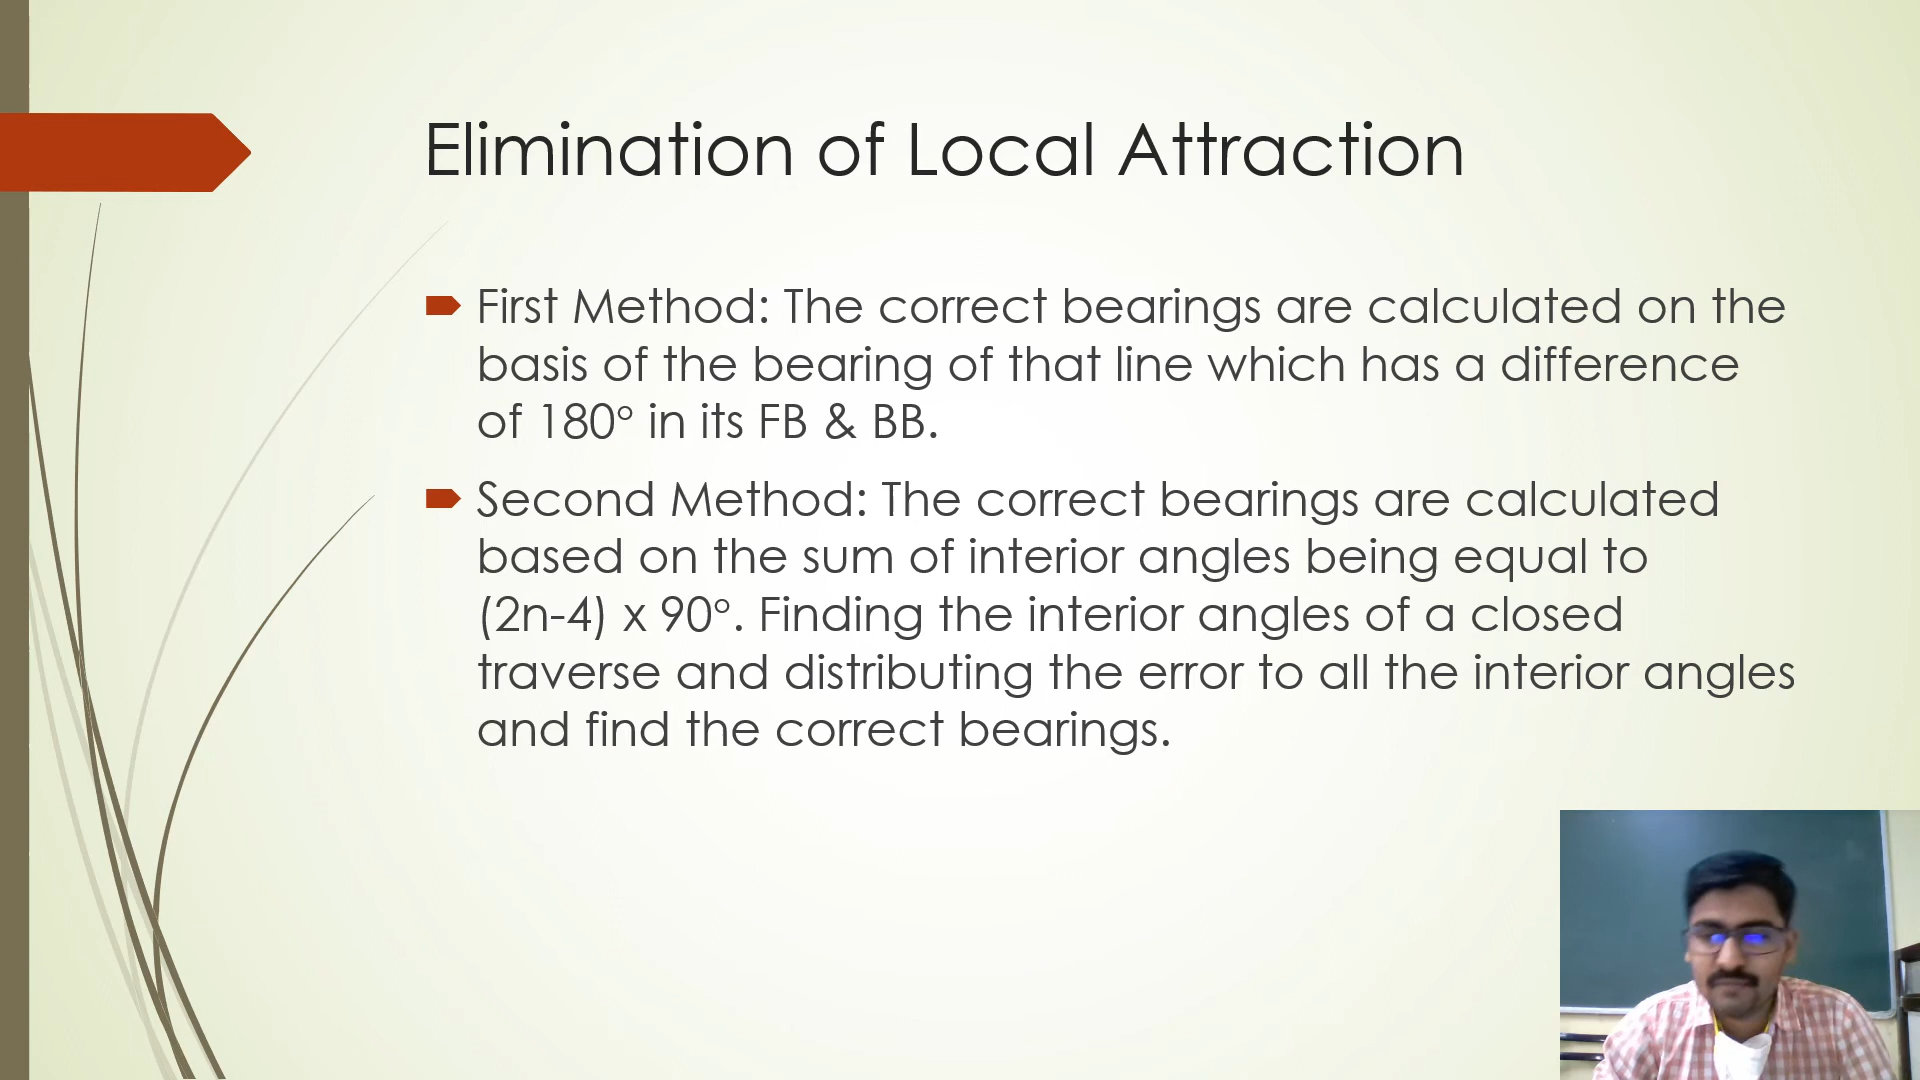 Elimination of Local Attraction
First Method: The correct bearings are calculated on the
basis of the bearing of that line which has a difference
of 180° in its FB & BB.
Second Method: The correct bearings are calculated
based on the sum of interior angles being equal to
(2n-4) x 90°. Finding the interior angles of a closed
traverse and distributing the error to all the interior angles
and find the correct bearings.